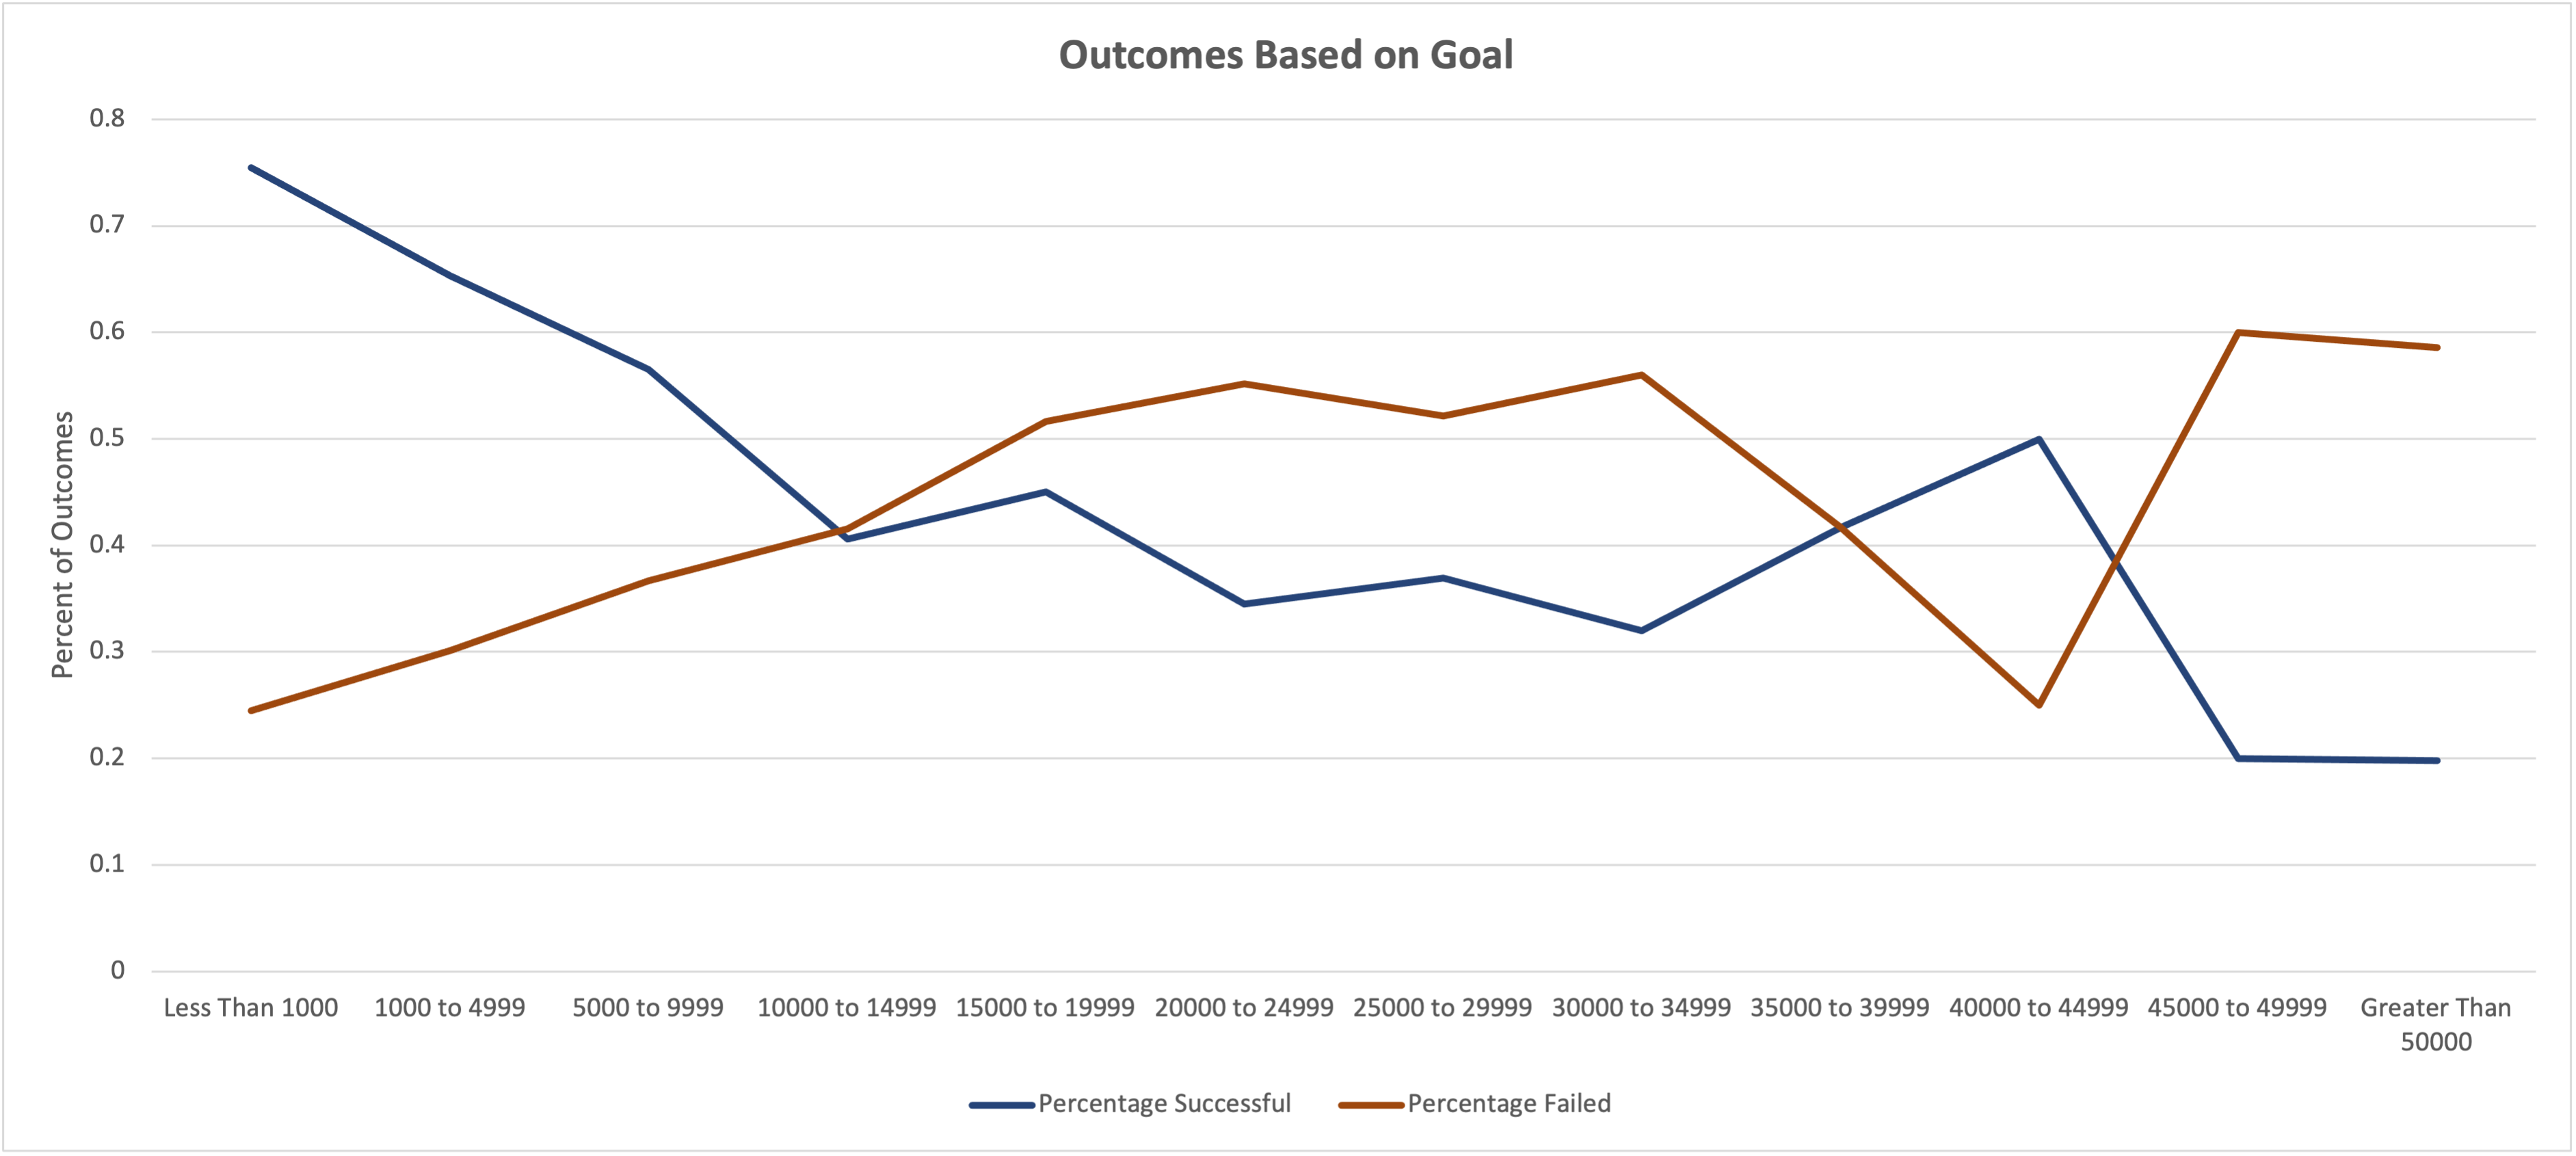 Outcomes Based on Goal
0.8
0.7
0.6
0.5
0.4
0.3
0.2
0.1
0
Percent of Outcomes
Less Than 1000
1000 to 4999
5000 to 9999
10000 to 14999
15000 to 19999
20000 to 24999
25000 to 29999
30000 to 34999
35000 to 39999
40000 to 44999
45000 to 49999
Greater Than
50000
Percentage Successful
Percentage Failed